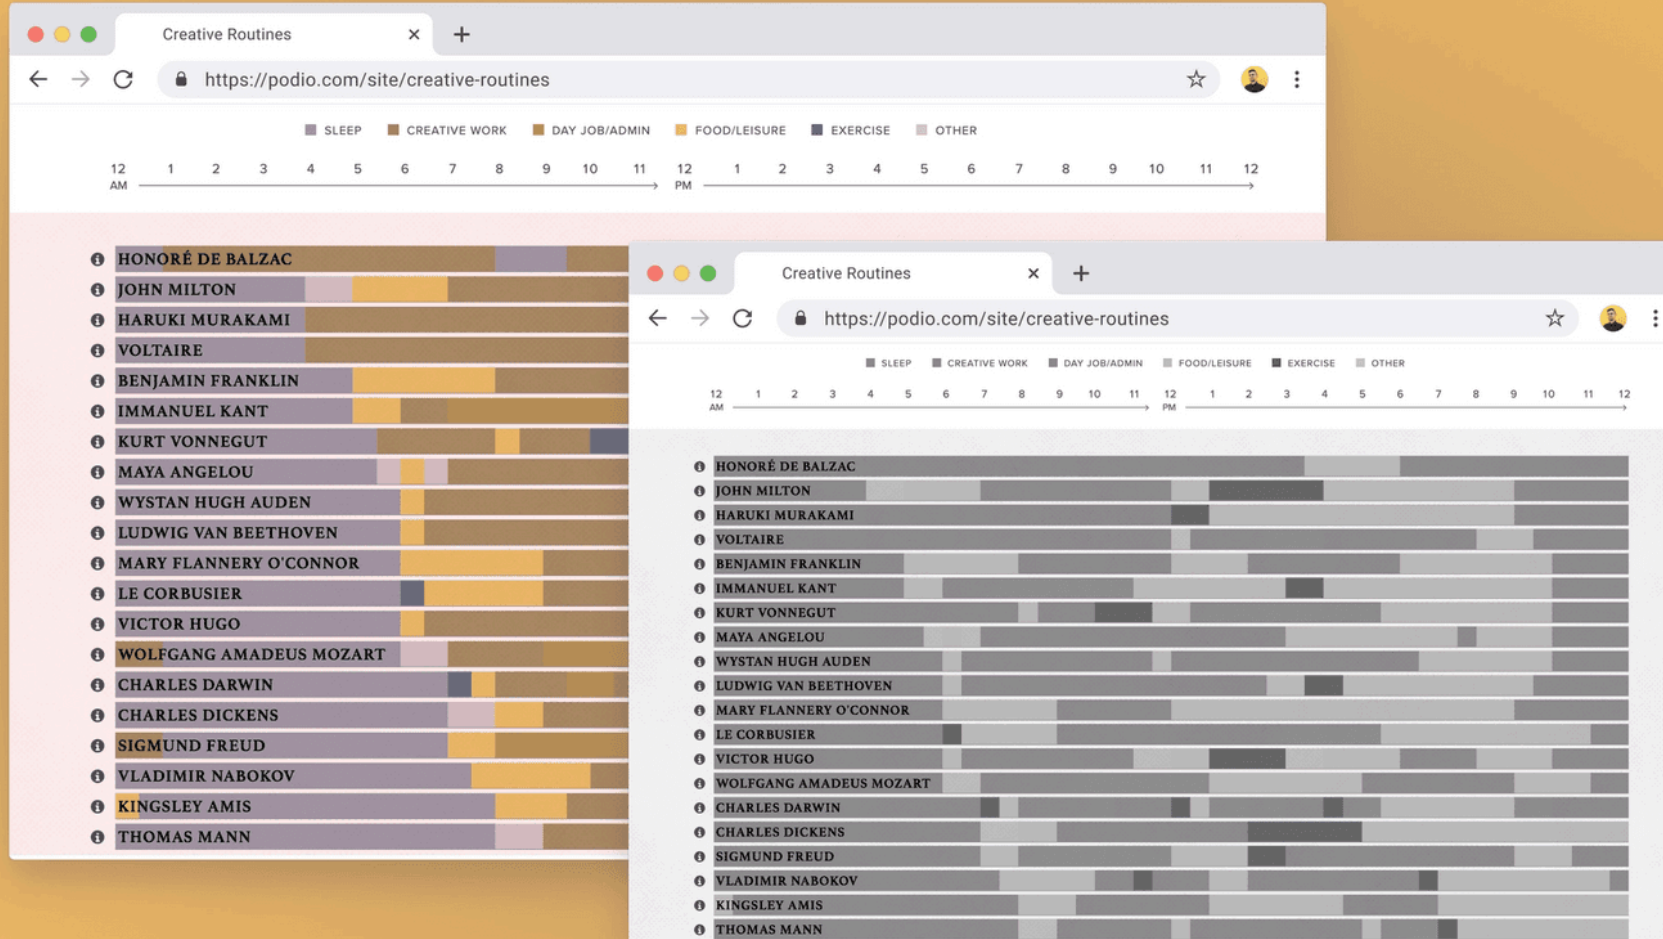 Creative Routines
https://podio.com/site/creative-routines
SLEEP CREATIVE WORK DAY JOB/ADMIN FOOD/LEISURE EXERCISE OTHER
12 1 2 3 4 5 6 7 8 9 10 11 12 1 2 3 4 5 6 7 8 9 10 11 12
AM PM
HONORÉ DE BALZAC
JOHN MILTON
HARUKI MURAKAMI
VOLTAIRE
BENJAMIN FRANKLIN
IMMANUEL KANT
KURT VONNEGUT
MAYA ANGELOU
WYSTAN HUGH AUDEN
LUDWIG VAN BEETHOVEN
MARY FLANNERY O'CONNOR
LE CORBUSIER
VICTOR HUGO
WOLFGANG AMADEUS MOZART
CHARLES DARWIN
CHARLES DICKENS
SIGMUND FREUD
VLADIMIR NABOKOV
KINGSLEY AMIS
THOMAS MANN
Creative Routines
https://podio.com/site/creative-routines
SLEEP CREATIVE WORK DAY JOB/ADMIN FOOD/LEISURE EXERCISE OTHER
12 1 2 3 4 5 6 7 8 9 10 11 12 1 2 3 4 5 6 7 8 9 10 11 12
AM PM
HONORÉ DE BALZAC
JOHN MILTON
HARUKI MURAKAMI
VOLTAIRE
BENJAMIN FRANKLIN
IMMANUEL KANT
KURT VONNEGUT
MAYA ANGELOU
WYSTAN HUGH AUDEN
LUDWIG VAN BEETHOVEN
MARY FLANNERY O'CONNOR
LE CORBUSIER
VICTOR HUGO
WOLFGANG AMADEUS MOZART
CHARLES DARWIN
CHARLES DICKENS
SIGMUND FREUD
VLADIMIR NABOKOV
KINGSLEY AMIS
THOMAS MANN